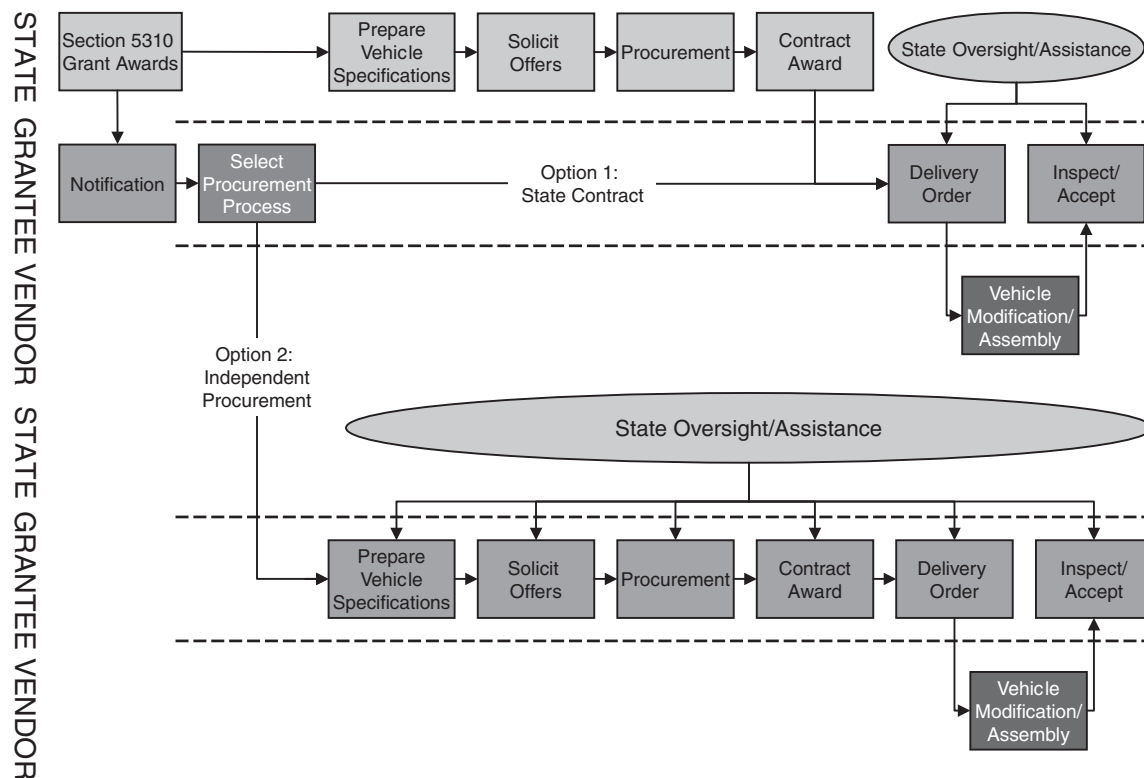 STATE GRANTEE VENDOR
Section 5310
Grant Awards
Prepare
Vehicle
Specifications
Solicit
Offers
Procurement
Contract
Award
State Oversight/Assistance
Notification
Select
Procurement
Process
Option 1:
State Contract
Delivery
Order
Inspect/
Accept
Vehicle
Modification/
Assembly
Option 2:
Independent
Procurement
STATE GRANTEE VENDOR
State Oversight/Assistance
Prepare
Vehicle
Specifications
Solicit
Offers
Procurement
Contract
Award
Delivery
Order
Inspect/
Accept
Vehicle
Modification/
Assembly